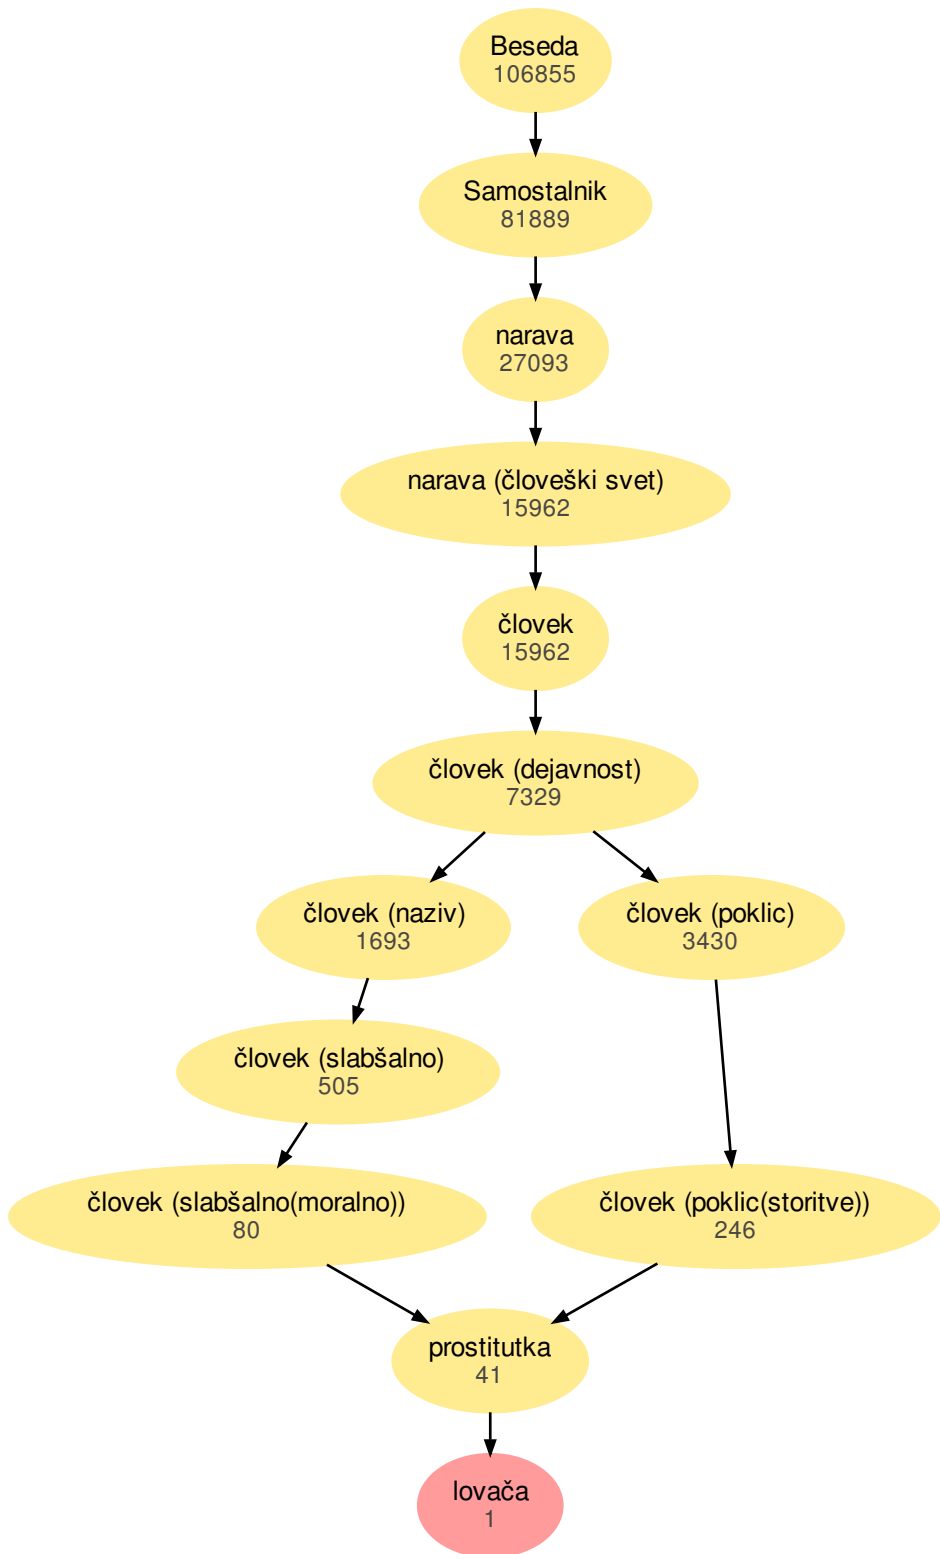 Beseda
106855
Samostalnik
81889
narava
27093
narava (človeški svet)
15962
človek
15962
človek (dejavnost)
7329
človek (naziv)
1693
človek (poklic)
3430
človek (slabšalno)
505
človek (slabšalno(moralno))
80
človek (poklic(storitve))
246
prostitutka
41
lovača
1